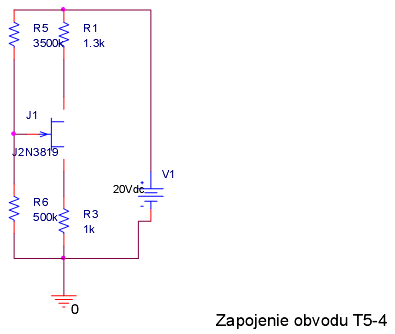 R5 R1
3500k 1.3k
J1
J2N3819
V1
20Vdc
R6 R3
500k 1k
0
Zapojenie obvodu T5-4